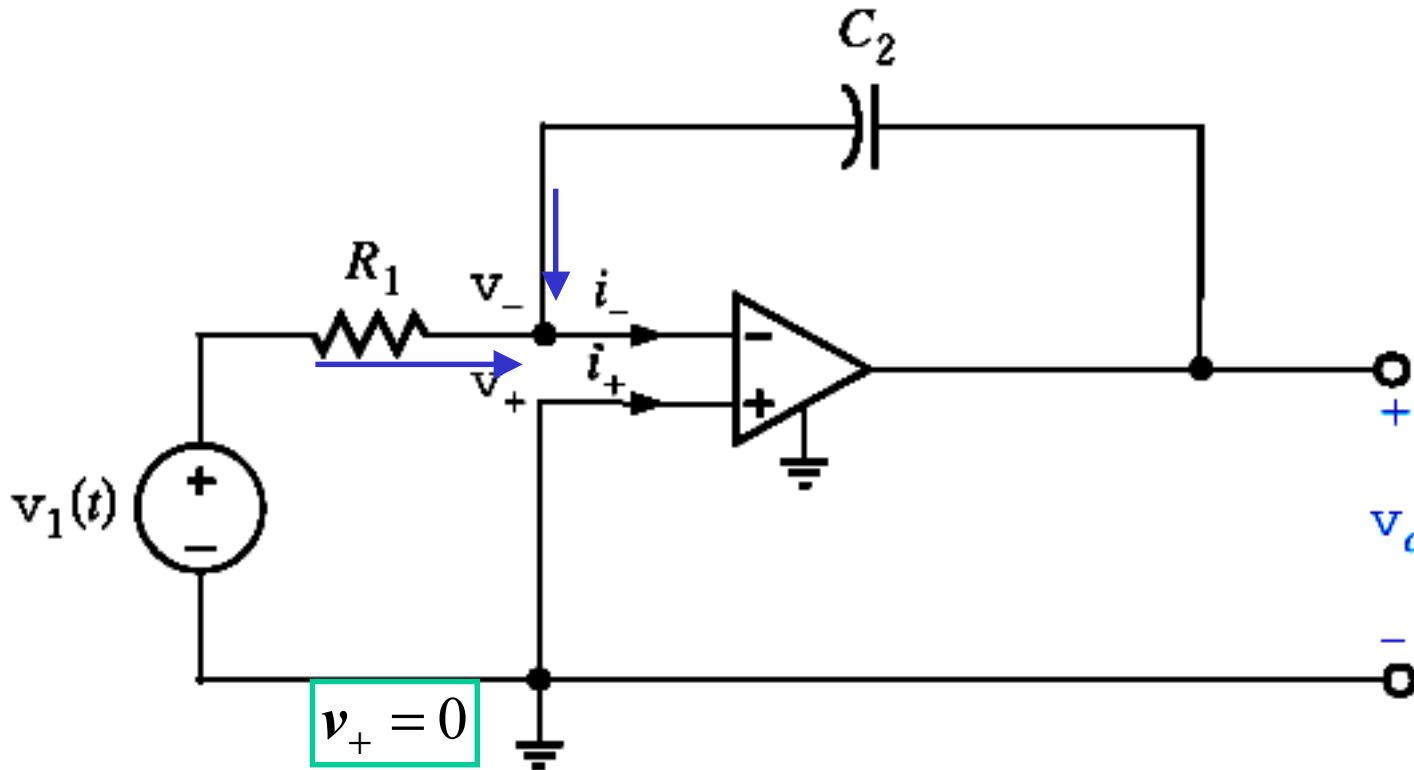 C₂
R₁
v₋
i₋
v₊
i₊
−
+
+
−
v₁(t)
+
v
−
v₊ = 0